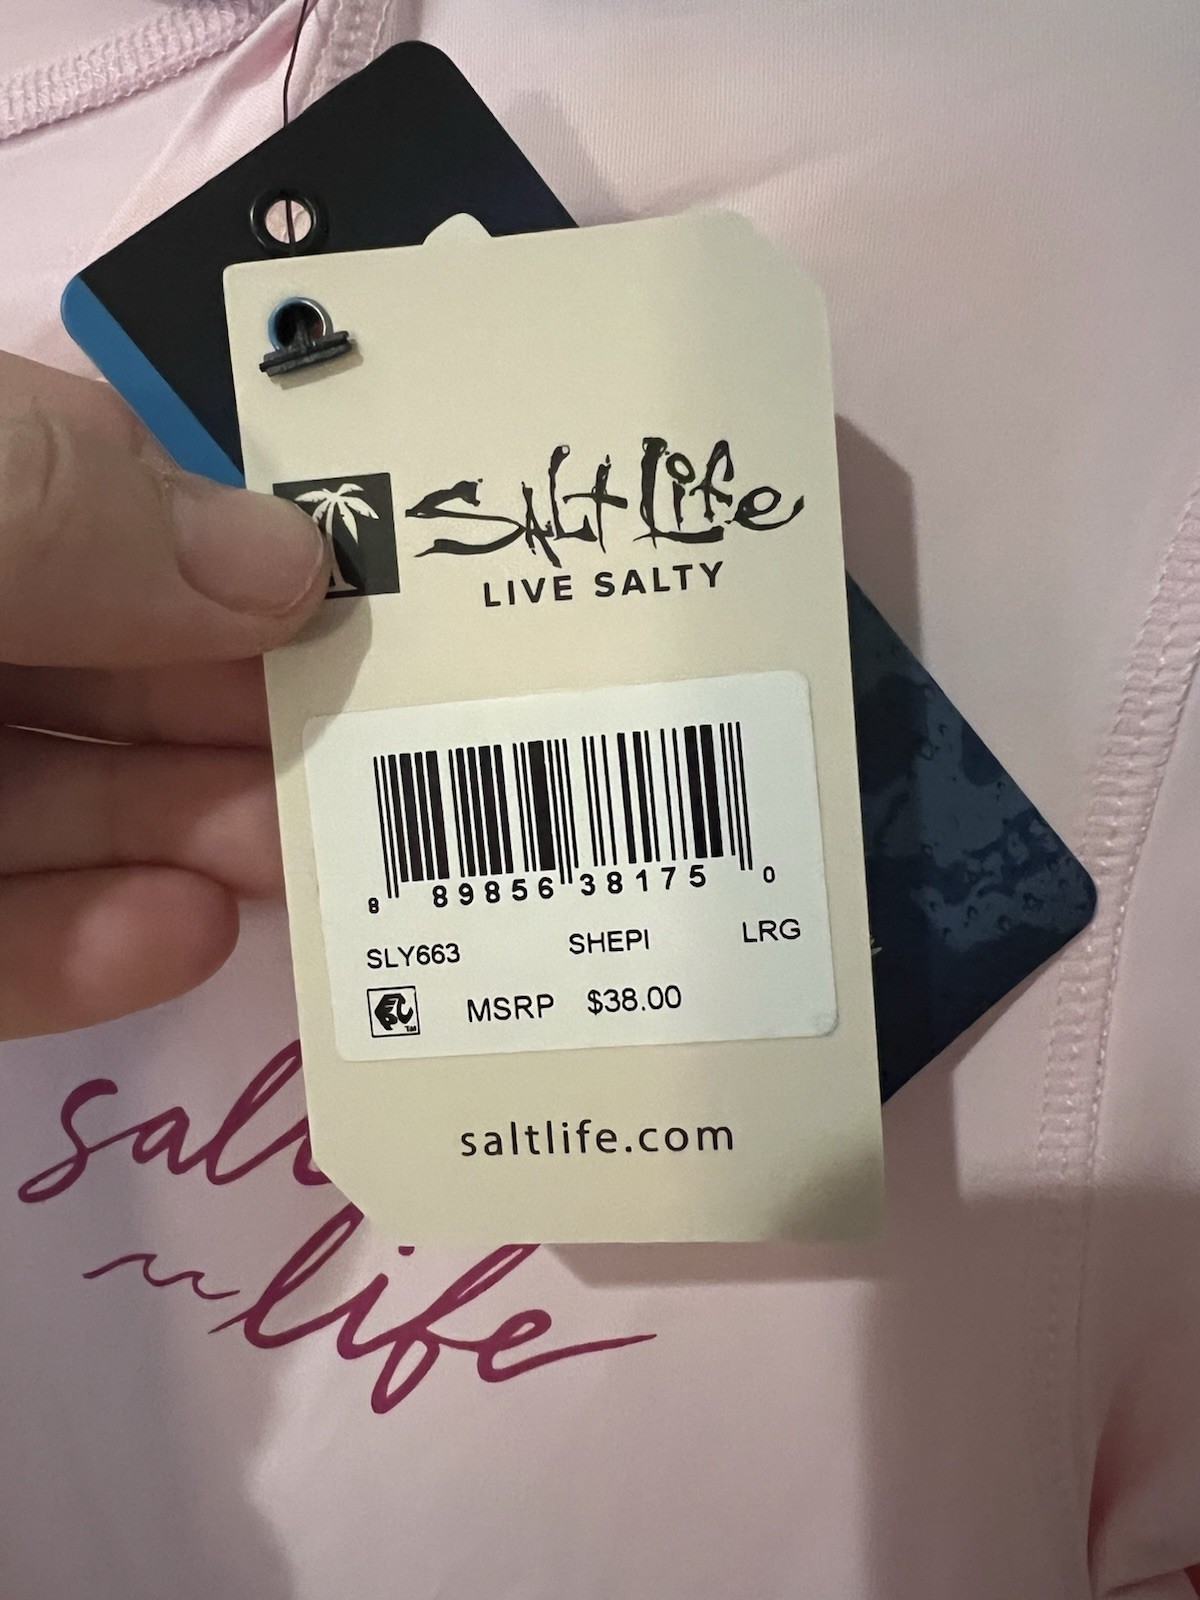 Salt Life
LIVE SALTY
8 89856 38175 0
SLY663 SHEPI LRG
MSRP $38.00
saltlife.com
salt
life